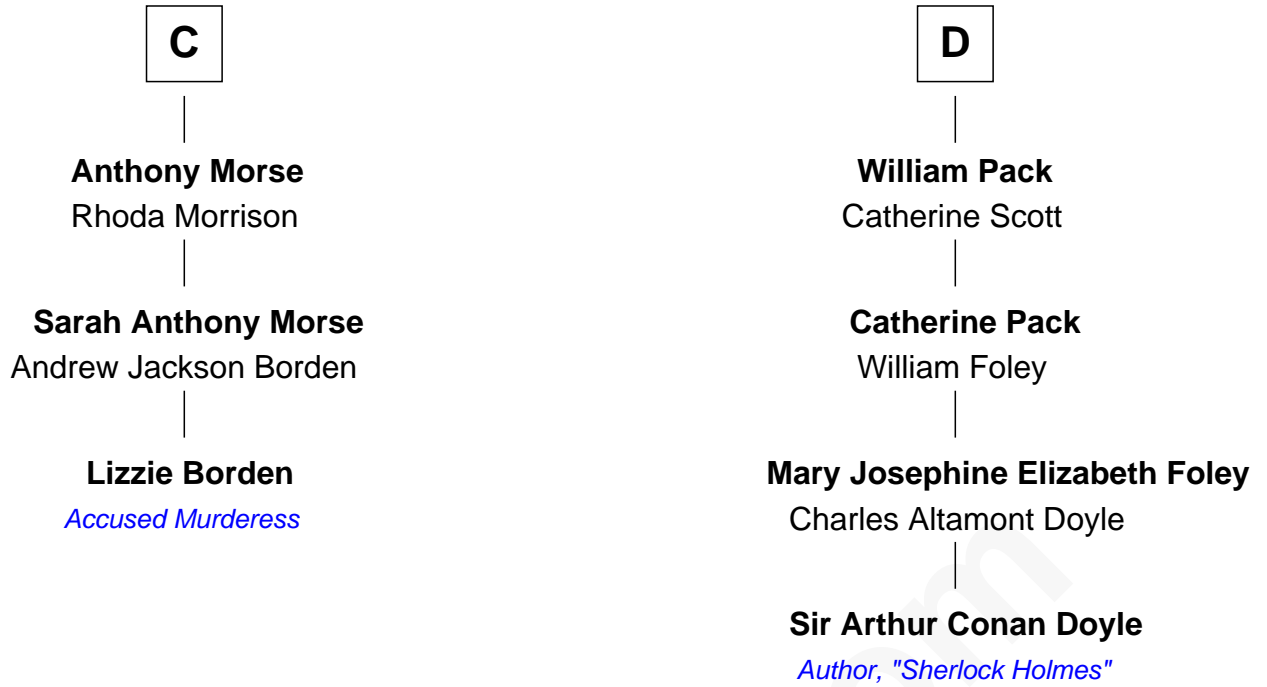 C
Anthony Morse
Rhoda Morrison
Sarah Anthony Morse
Andrew Jackson Borden
Lizzie Borden
Accused Murderess
D
William Pack
Catherine Scott
Catherine Pack
William Foley
Mary Josephine Elizabeth Foley
Charles Altamont Doyle
Sir Arthur Conan Doyle
Author, "Sherlock Holmes"